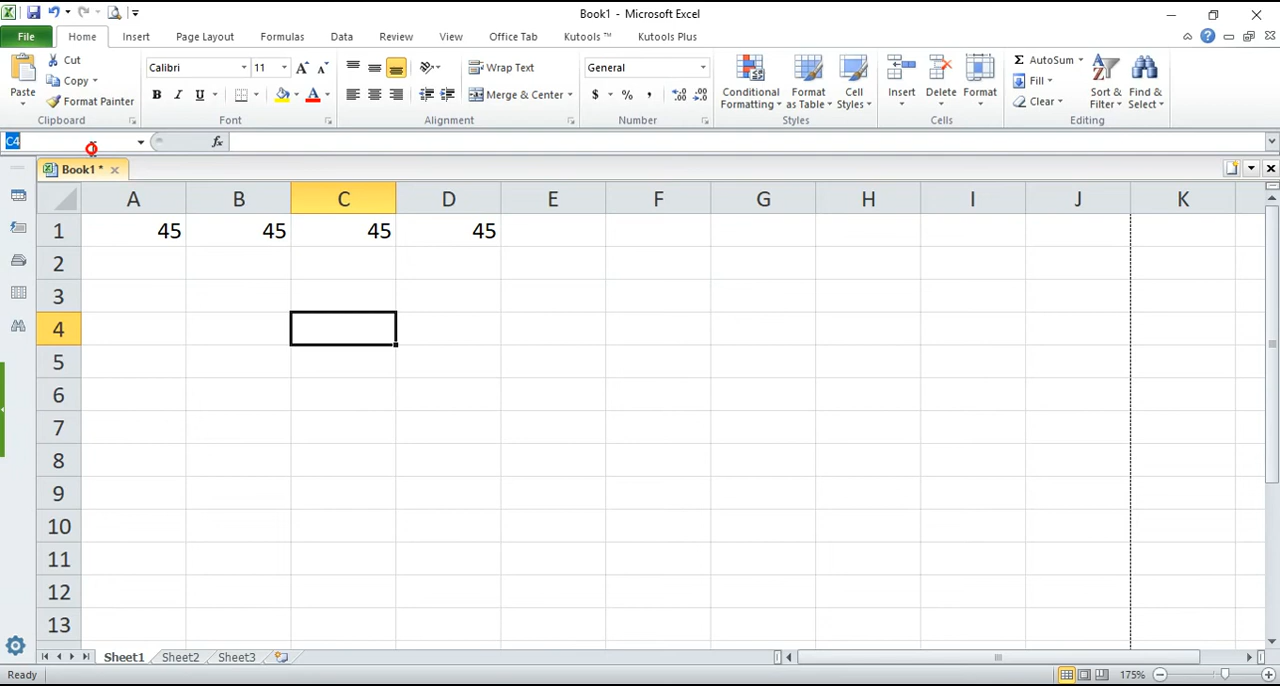 Book1 - Microsoft Excel
File Home Insert Page Layout Formulas Data Review View Office Tab Kutools ™ Kutools Plus
Paste Cut Copy Format Painter Clipboard
Calibri 11 A A B I U A Font
Wrap Text Merge & Center Alignment
General $ % , .0 .00 .00 .0 Number
Conditional Formatting Format as Table Cell Styles Styles
Insert Delete Format Cells
Σ AutoSum Fill Clear Sort & Filter Find & Select Editing
C4 fx
Book1 *
A B C D E F G H I J K
1 45 45 45 45
2
3
4
5
6
7
8
9
10
11
12
13
Sheet1 Sheet2 Sheet3
Ready 175%